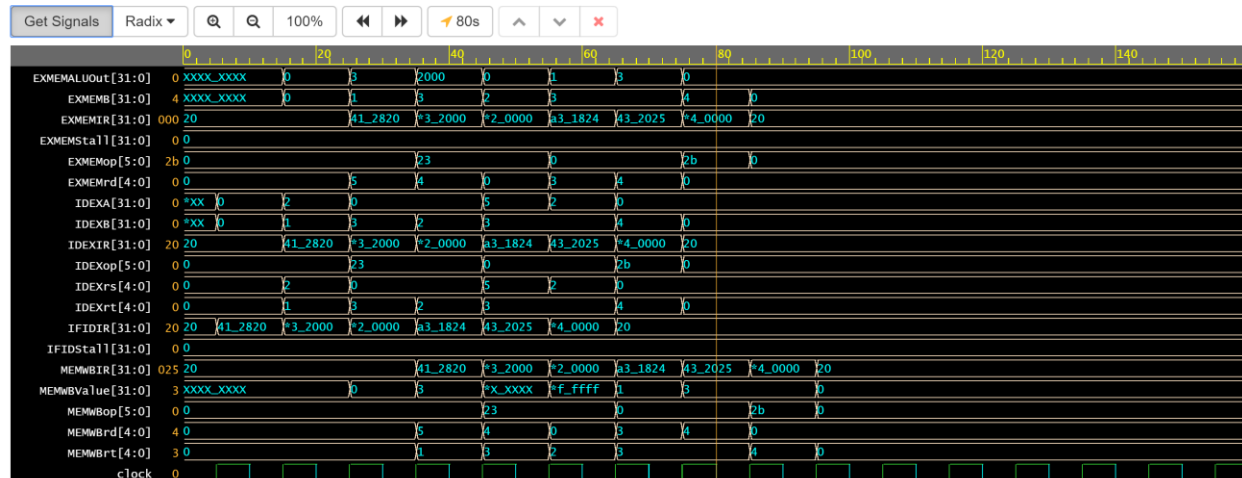 Get Signals Radix▾ 100% 80s
0 20 40 60 80 100 120 140
EXMEMALUOut[31:0] 0 XXXX_XXXX 0 3 2000 0 1 3 0
EXMEMB[31:0] 4 XXXX_XXXX 0 1 3 2 3 4 0
EXMEMIR[31:0] 000 20 41_2820 *3_2000 *2_0000 a3_1824 43_2025 *4_0000 20
EXMEMStall[31:0] 0 0
EXMEMop[5:0] 2b 0 23 0 2b 0
EXMEMrd[4:0] 0 0 5 4 0 3 4 0
IDEXA[31:0] 0 *XX 0 2 0 5 2 0
IDEXB[31:0] 0 *XX 0 1 3 2 3 4 0
IDEXIR[31:0] 20 20 41_2820 *3_2000 *2_0000 a3_1824 43_2025 *4_0000 20
IDEXop[5:0] 0 0 23 0 2b 0
IDEXrs[4:0] 0 0 2 0 5 2 0
IDEXrt[4:0] 0 0 1 3 2 3 4 0
IFIDIR[31:0] 20 20 41_2820 *3_2000 *2_0000 a3_1824 43_2025 *4_0000 20
IFIDStall[31:0] 0 0
MEMWBIR[31:0] 025 20 41_2820 *3_2000 *2_0000 a3_1824 43_2025 *4_0000 20
MEMWBValue[31:0] 3 XXXX_XXXX 0 3 *X_XXXX *f_ffff 1 3 0
MEMWBop[5:0] 0 0 23 0 2b 0
MEMWBrd[4:0] 4 0 5 4 0 3 4 0
MEMWBrt[4:0] 3 0 1 3 2 3 4 0
clock 0